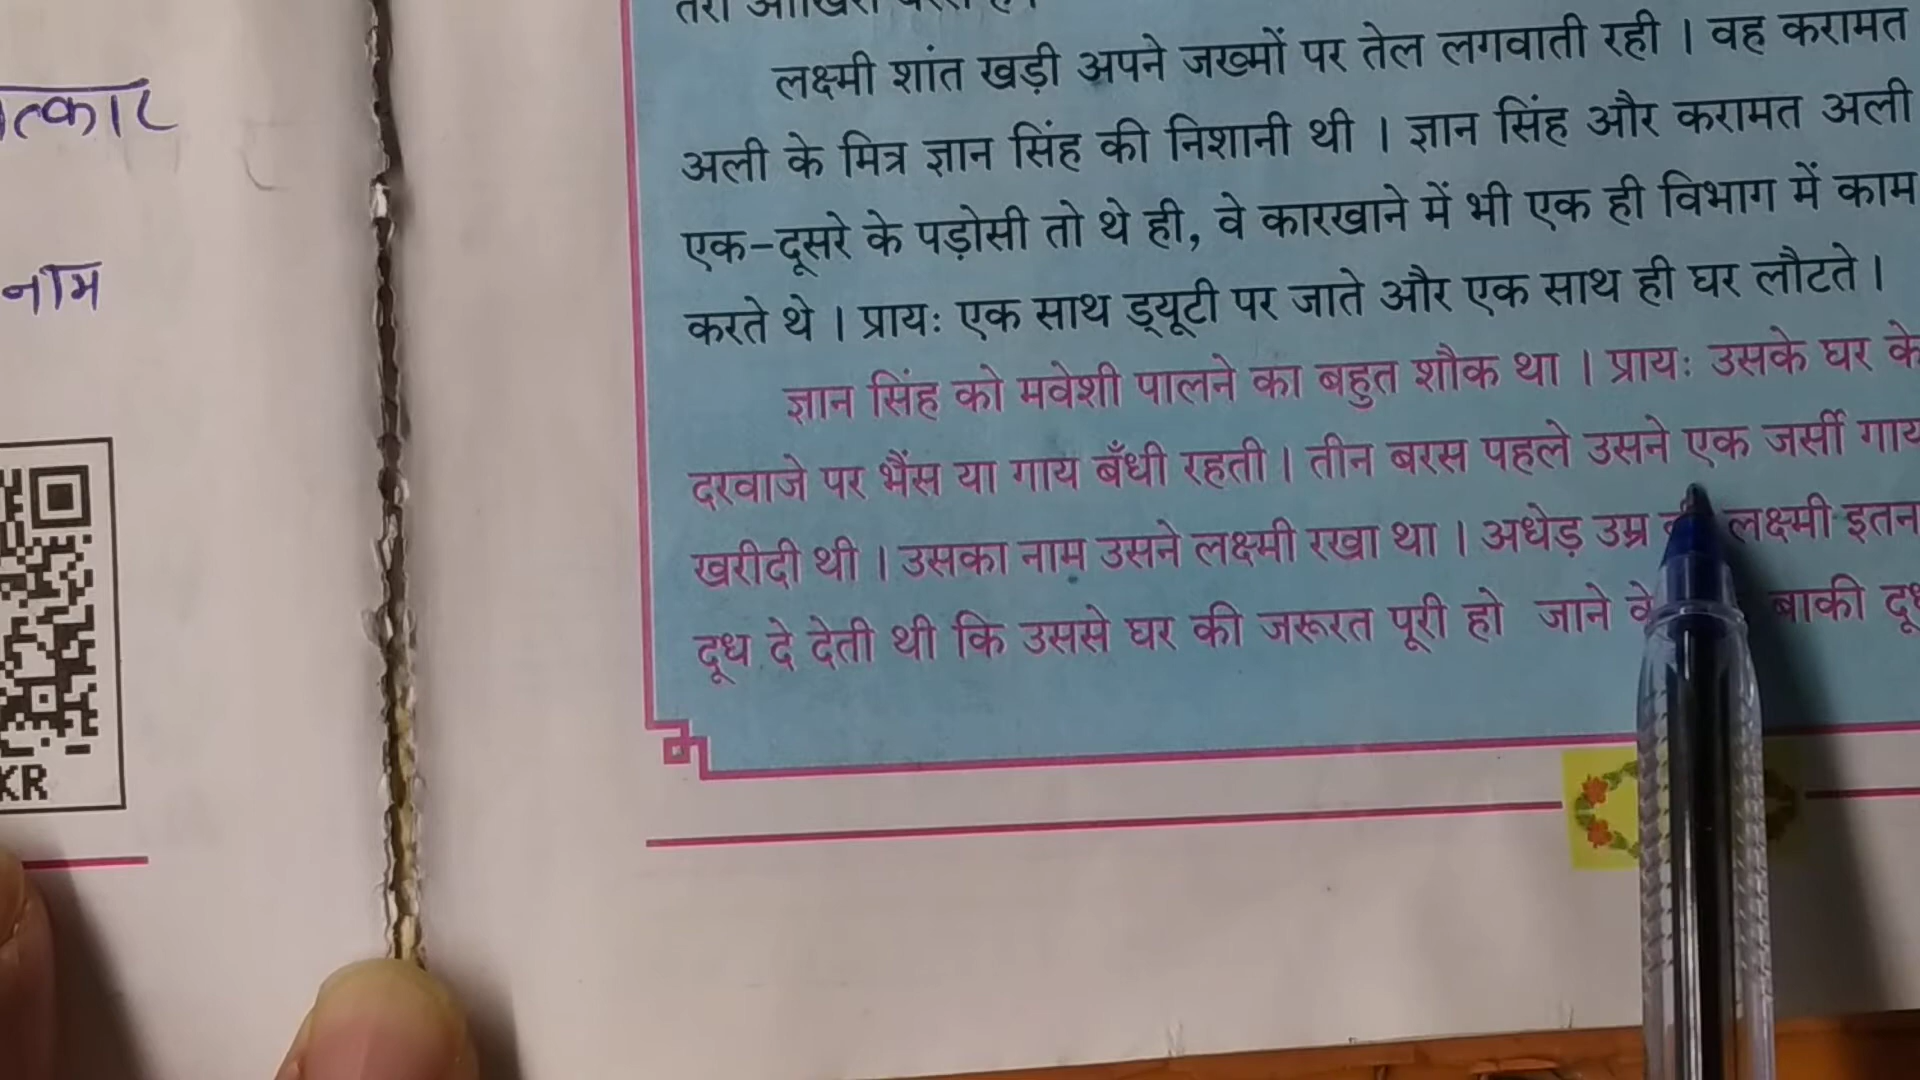 त्कार
नाम
KR
लक्ष्मी शांत खड़ी अपने जख्मों पर तेल लगवाती रही । वह करामत
अली के मित्र ज्ञान सिंह की निशानी थी । ज्ञान सिंह और करामत अली
एक-दूसरे के पड़ोसी तो थे ही, वे कारखाने में भी एक ही विभाग में काम
करते थे । प्रायः एक साथ ड्यूटी पर जाते और एक साथ ही घर लौटते ।
ज्ञान सिंह को मवेशी पालने का बहुत शौक था । प्रायः उसके घर के
दरवाजे पर भैंस या गाय बँधी रहती । तीन बरस पहले उसने एक जर्सी गाय
खरीदी थी । उसका नाम उसने लक्ष्मी रखा था । अधेड़ उम्र लक्ष्मी इतन
दूध दे देती थी कि उससे घर की जरूरत पूरी हो जाने बाकी दूध